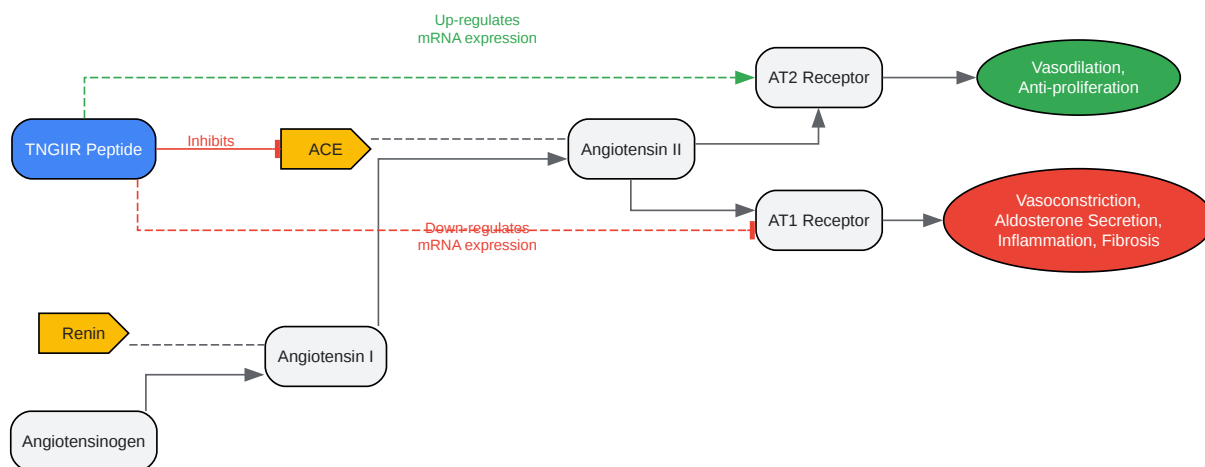 Up-regulates
mRNA expression
AT2 Receptor
Vasodilation,
Anti-proliferation
TNGIIR Peptide
Inhibits
ACE
Angiotensin II
AT1 Receptor
Vasoconstriction,
Aldosterone Secretion,
Inflammation, Fibrosis
Down-regulates
mRNA expression
Renin
Angiotensin I
Angiotensinogen